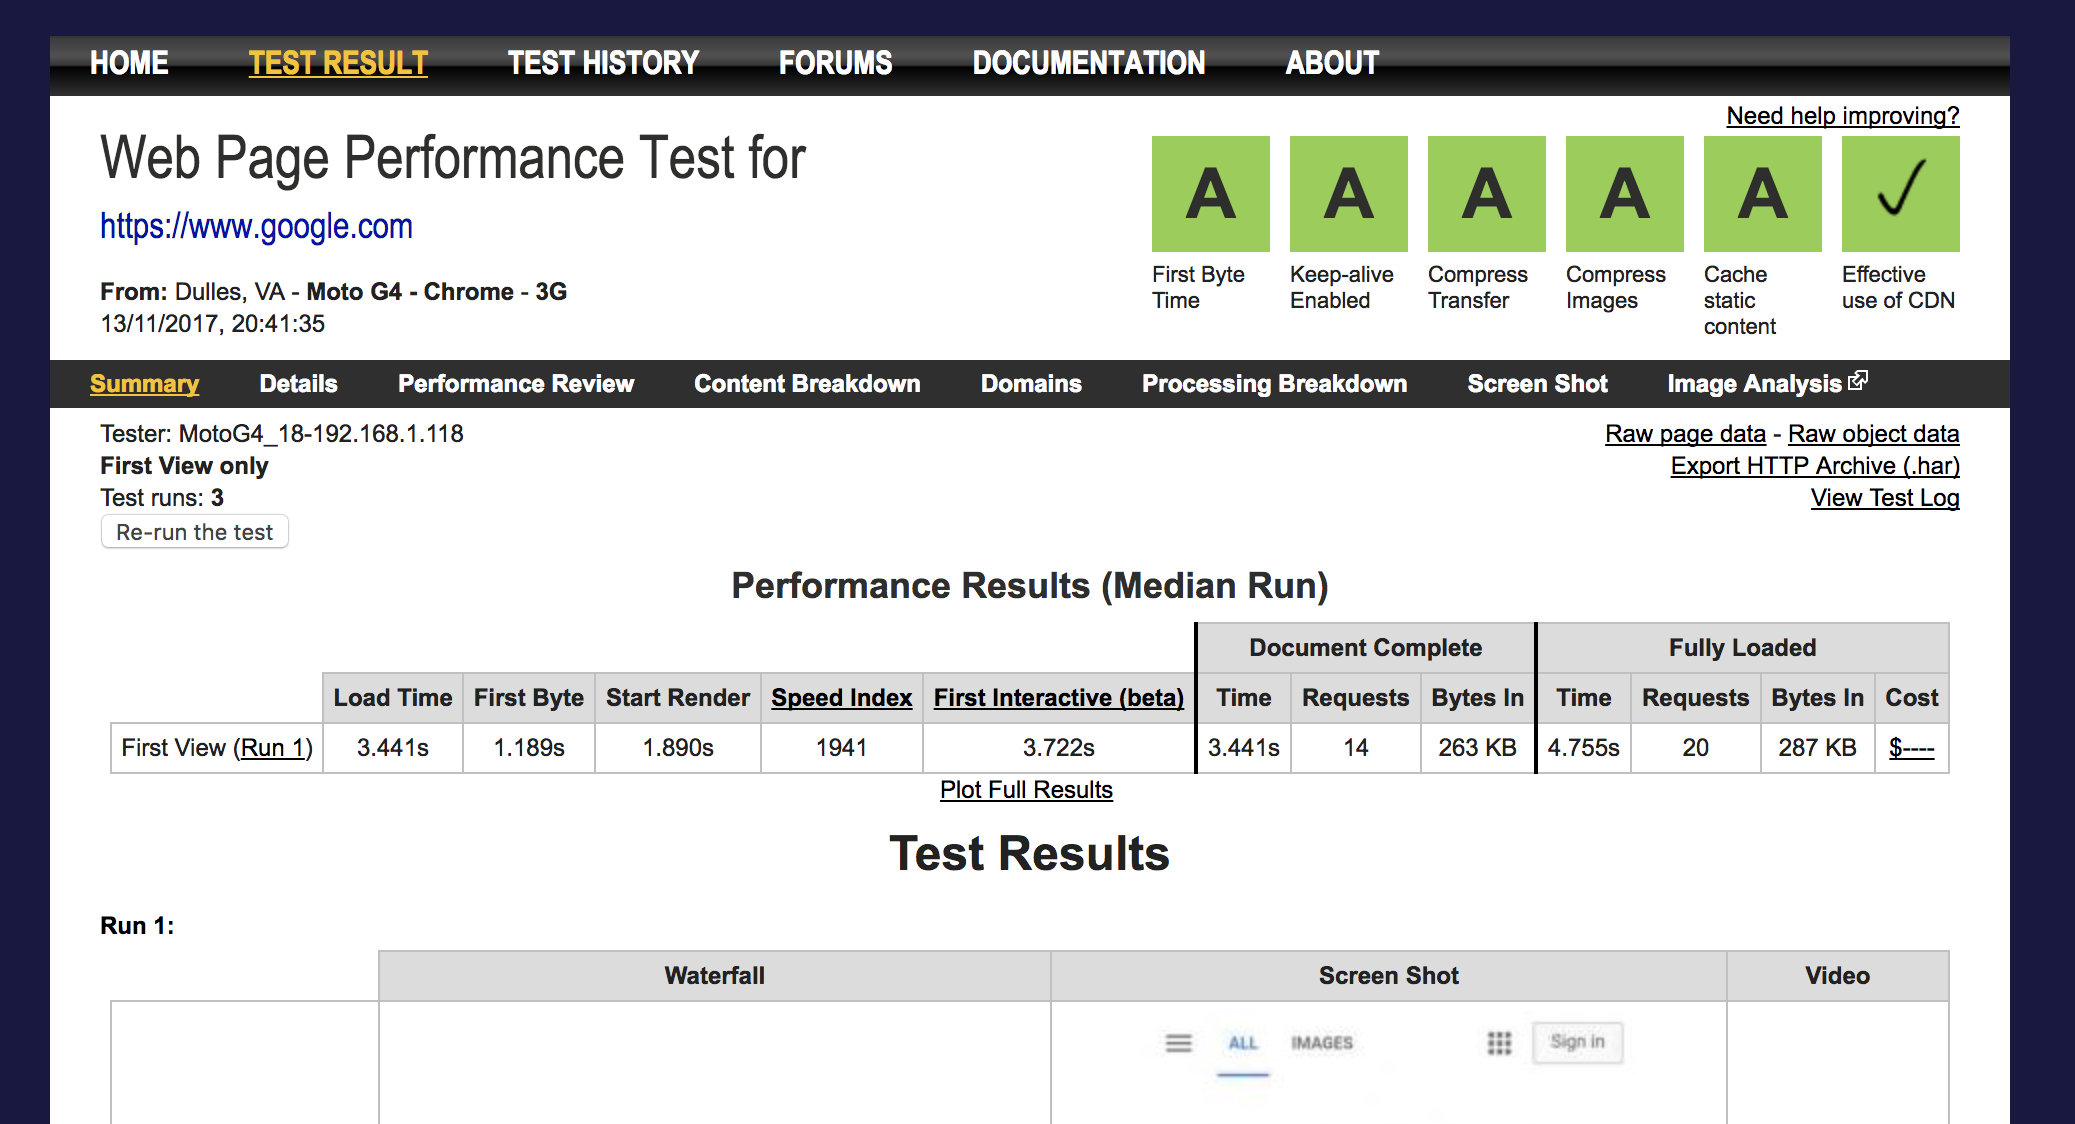 HOME TEST RESULT TEST HISTORY FORUMS DOCUMENTATION ABOUT
Need help improving?
Web Page Performance Test for
https://www.google.com
From: Dulles, VA - Moto G4 - Chrome - 3G
13/11/2017, 20:41:35
A A A A A ✓
First Byte Time
Keep-alive Enabled
Compress Transfer
Compress Images
Cache static content
Effective use of CDN
Summary Details Performance Review Content Breakdown Domains Processing Breakdown Screen Shot Image Analysis
Tester: MotoG4_18-192.168.1.118
First View only
Test runs: 3
Re-run the test
Raw page data - Raw object data
Export HTTP Archive (.har)
View Test Log
Performance Results (Median Run)
Document Complete Fully Loaded
Load Time First Byte Start Render Speed Index First Interactive (beta) Time Requests Bytes In Time Requests Bytes In Cost
First View (Run 1) 3.441s 1.189s 1.890s 1941 3.722s 3.441s 14 263 KB 4.755s 20 287 KB $----
Plot Full Results
Test Results
Run 1:
Waterfall Screen Shot Video
ALL IMAGES Sign in